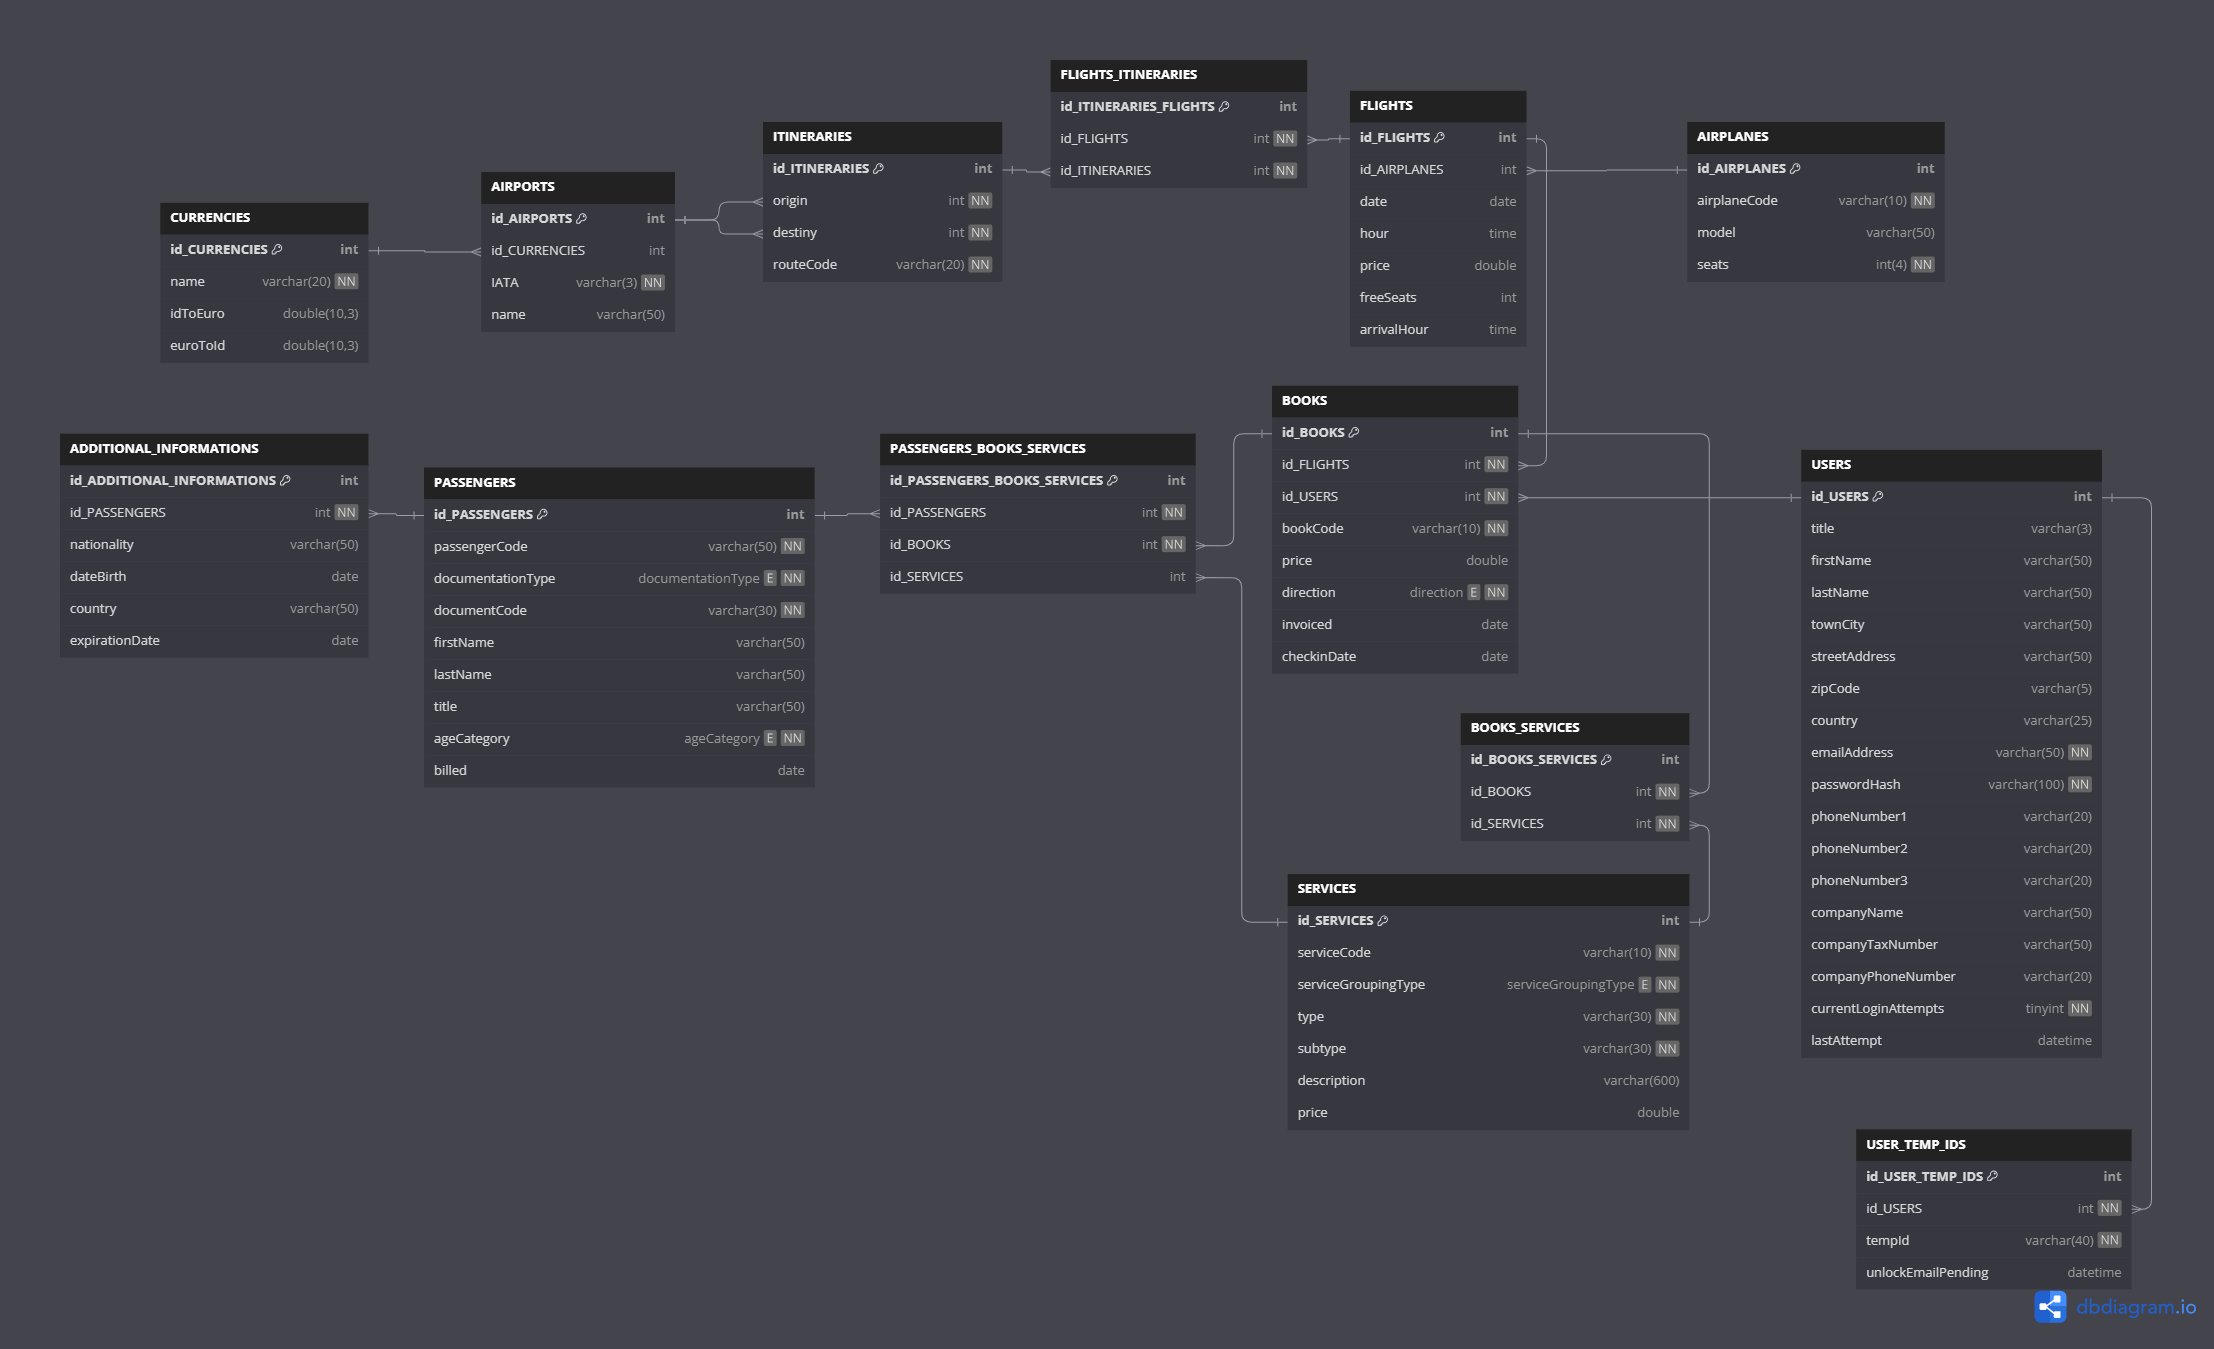 CURRENCIES
id_CURRENCIES int
name varchar(20) NN
idToEuro double(10,3)
euroToId double(10,3)
AIRPORTS
id_AIRPORTS int
id_CURRENCIES int
IATA varchar(3) NN
name varchar(50)
ITINERARIES
id_ITINERARIES int
origin int NN
destiny int NN
routeCode varchar(20) NN
FLIGHTS_ITINERARIES
id_ITINERARIES_FLIGHTS int
id_FLIGHTS int NN
id_ITINERARIES int NN
FLIGHTS
id_FLIGHTS int
id_AIRPLANES int
date date
hour time
price double
freeSeats int
arrivalHour time
AIRPLANES
id_AIRPLANES int
airplaneCode varchar(10) NN
model varchar(50)
seats int(4) NN
ADDITIONAL_INFORMATIONS
id_ADDITIONAL_INFORMATIONS int
id_PASSENGERS int NN
nationality varchar(50)
dateBirth date
country varchar(50)
expirationDate date
PASSENGERS
id_PASSENGERS int
passengerCode varchar(50) NN
documentationType documentationType E NN
documentCode varchar(30) NN
firstName varchar(50)
lastName varchar(50)
title varchar(50)
ageCategory ageCategory E NN
billed date
PASSENGERS_BOOKS_SERVICES
id_PASSENGERS_BOOKS_SERVICES int
id_PASSENGERS int NN
id_BOOKS int NN
id_SERVICES int
BOOKS
id_BOOKS int
id_FLIGHTS int NN
id_USERS int NN
bookCode varchar(10) NN
price double
direction direction E NN
invoiced date
checkinDate date
BOOKS_SERVICES
id_BOOKS_SERVICES int
id_BOOKS int NN
id_SERVICES int NN
SERVICES
id_SERVICES int
serviceCode varchar(10) NN
serviceGroupingType serviceGroupingType E NN
type varchar(30) NN
subtype varchar(30) NN
description varchar(600)
price double
USERS
id_USERS int
title varchar(3)
firstName varchar(50)
lastName varchar(50)
townCity varchar(50)
streetAddress varchar(50)
zipCode varchar(5)
country varchar(25)
emailAddress varchar(50) NN
passwordHash varchar(100) NN
phoneNumber1 varchar(20)
phoneNumber2 varchar(20)
phoneNumber3 varchar(20)
companyName varchar(50)
companyTaxNumber varchar(50)
companyPhoneNumber varchar(20)
currentLoginAttempts tinyint NN
lastAttempt datetime
USER_TEMP_IDS
id_USER_TEMP_IDS int
id_USERS int NN
tempId varchar(40) NN
unlockEmailPending datetime
dbdiagram.io